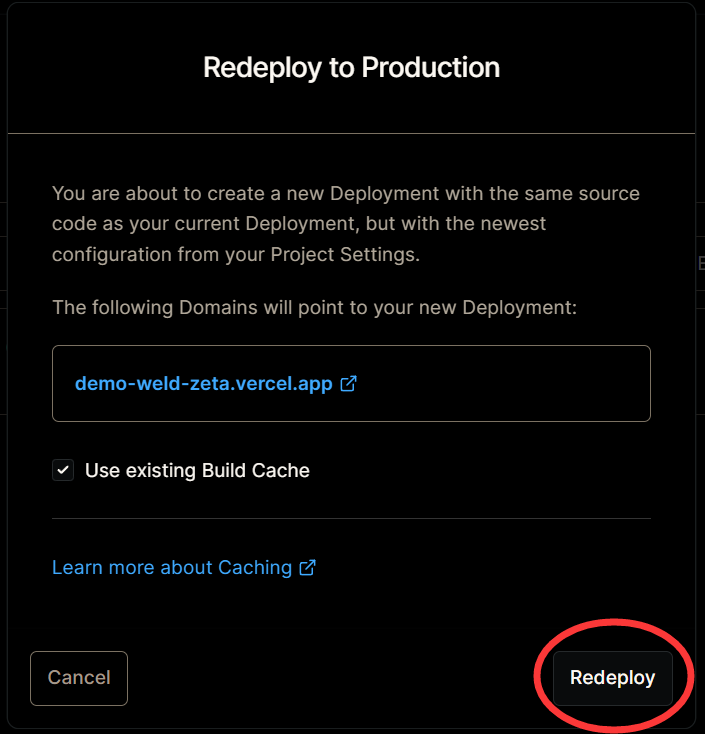 Redeploy to Production
You are about to create a new Deployment with the same source
code as your current Deployment, but with the newest
configuration from your Project Settings.
The following Domains will point to your new Deployment:
demo-weld-zeta.vercel.app
Use existing Build Cache
Learn more about Caching
Cancel
Redeploy